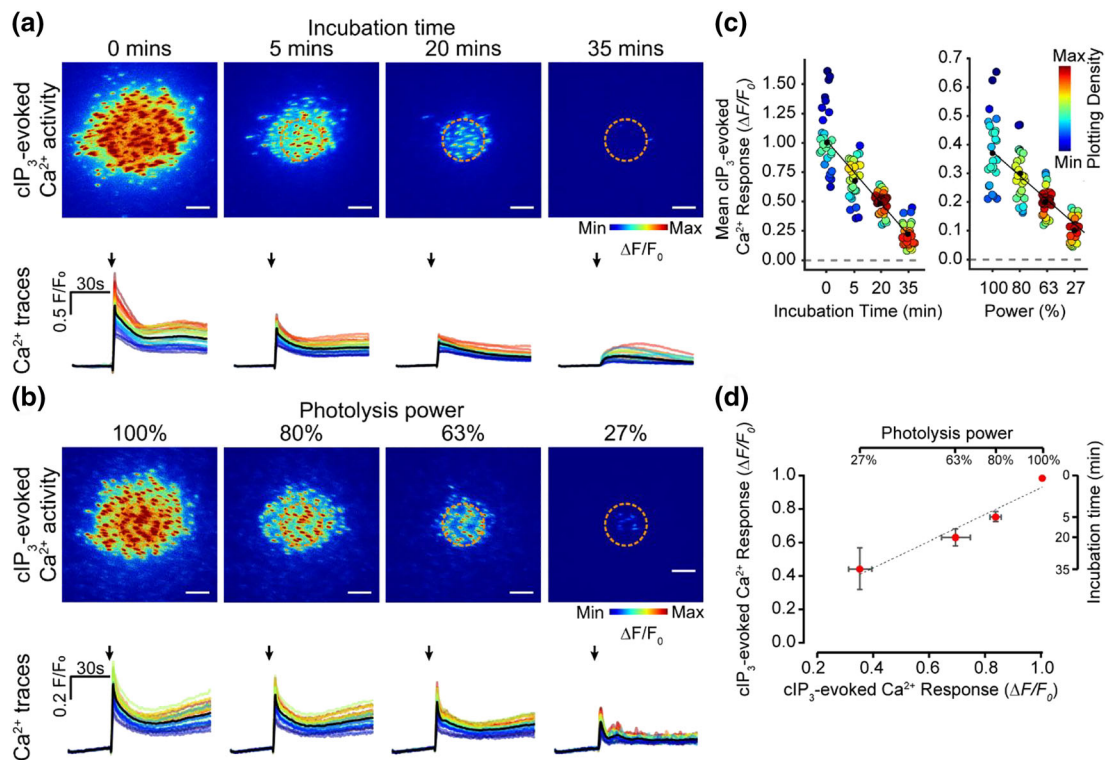 (a)
Incubation time
0 mins 5 mins 20 mins 35 mins
cIP₃-evoked
Ca²⁺ activity
Min Max
ΔF/F₀
30s
0.5 F/F₀
Ca²⁺ traces
(b)
Photolysis power
100% 80% 63% 27%
cIP₃-evoked
Ca²⁺ activity
Min Max
ΔF/F₀
30s
0.2 F/F₀
Ca²⁺ traces
(c)
Mean cIP₃-evoked
Ca²⁺ Response (ΔF/F₀)
1.50
1.25
1.00
0.75
0.50
0.25
0.00
0 5 20 35
Incubation Time (min)
0.7
0.6
0.5
0.4
0.3
0.2
0.1
0.0
100 80 63 27
Power (%)
Max
Min
Plotting Density
(d)
Photolysis power
27% 63% 80% 100%
cIP₃-evoked Ca²⁺ Response (ΔF/F₀)
1.0
0.8
0.6
0.4
0.2
0.0
0
5
20
35
Incubation time (min)
0.2 0.4 0.6 0.8 1.0
cIP₃-evoked Ca²⁺ Response (ΔF/F₀)